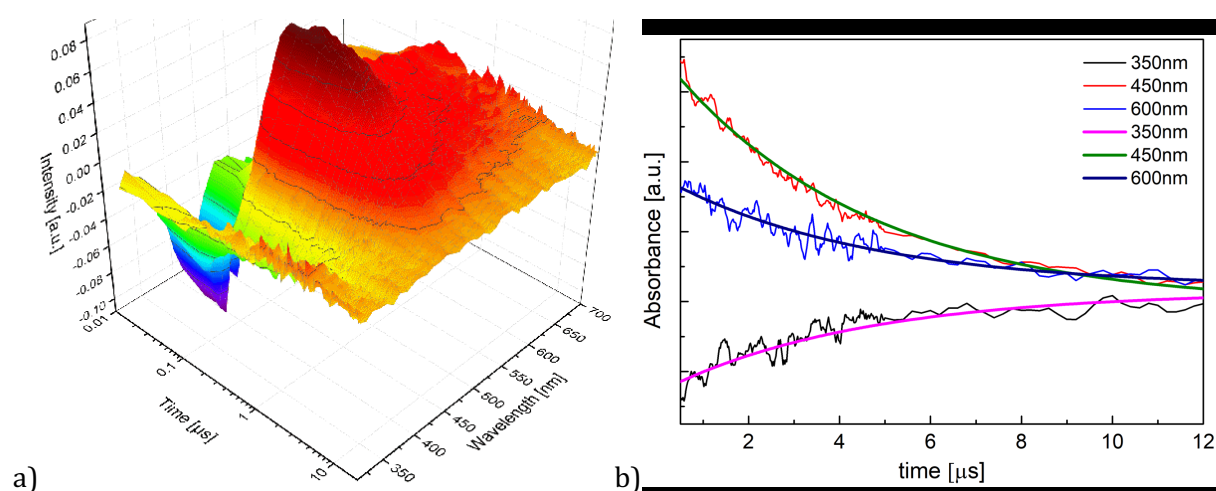 0.08
0.06
0.04
0.02
0.00
-0.02
-0.04
-0.06
-0.08
-0.10
Intensity [a.u.]
0.01
0.1
1
10
Time [µs]
350
400
450
500
550
600
650
700
Wavelength [nm]
a)
350nm
450nm
600nm
350nm
450nm
600nm
Absorbance [a.u.]
2 4 6 8 10 12
time [µs]
b)